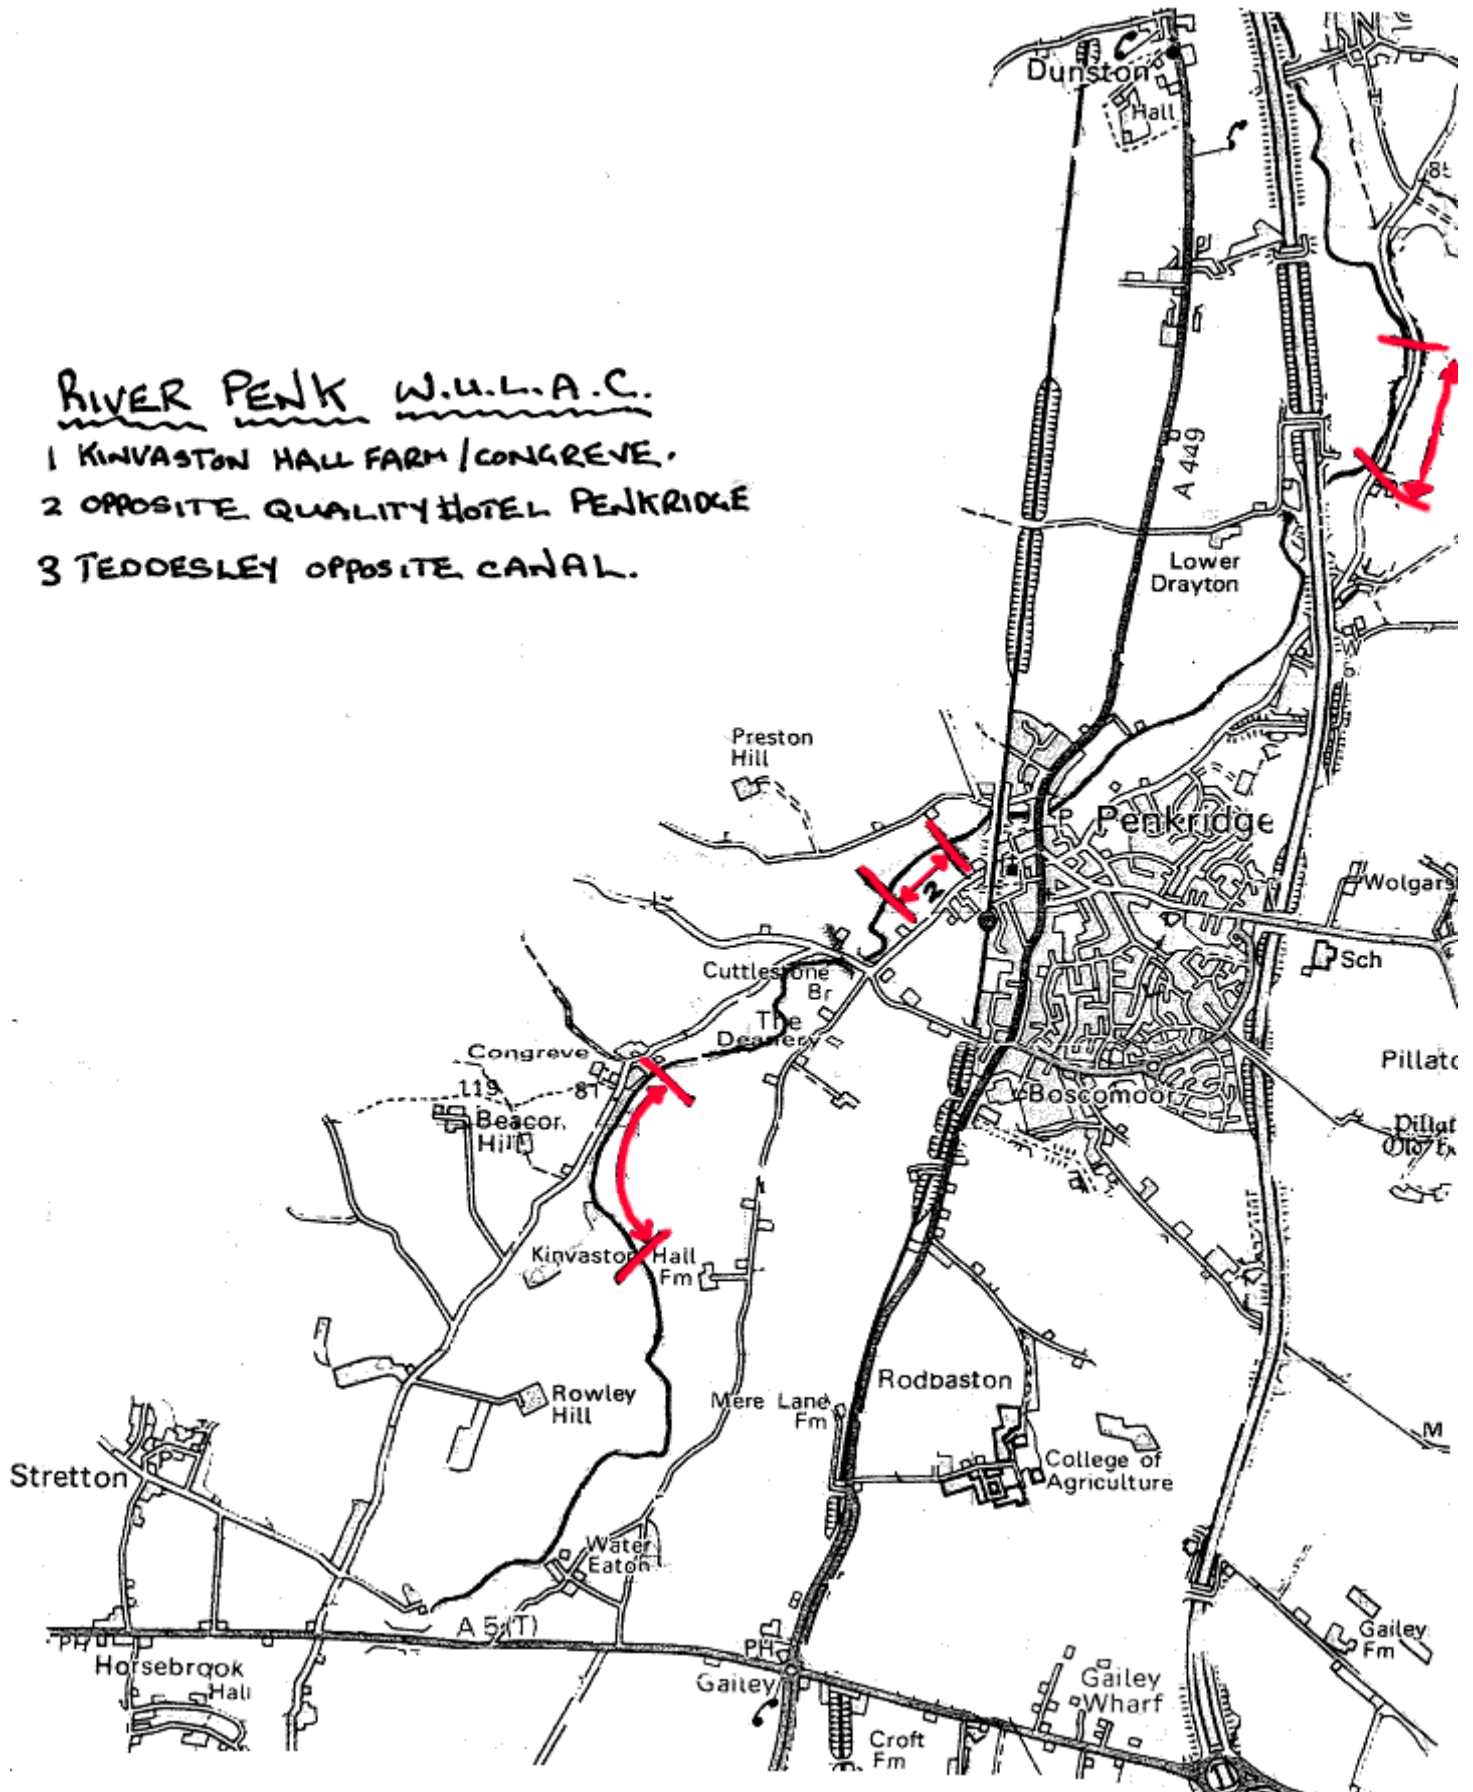 Dunston
Hall
85
RIVER PENK W.U.L.A.C.
1 KINVASTON HALL FARM / CONGREVE.
2 OPPOSITE QUALITY HOTEL PENKRIDGE
3 TEDDESLEY OPPOSITE CANAL.
A 449
Lower
Drayton
Preston
Hill
Penkridge
P
2
Wolgars
Sch
Cuttlestone
Br
The
Deanery
Congreve
119
81
Beacon
Hill
Boscomoor
Pillato
Pillat
Old
Kinvaston Hall
Fm
Rowley
Hill
Mere Lane
Fm
Rodbaston
College of
Agriculture
M
Stretton
Water
Eaton
A 5 (T)
PH
Horsebrook
Hall
PH
Gailey
Gailey
Wharf
Gailey
Fm
Croft
Fm